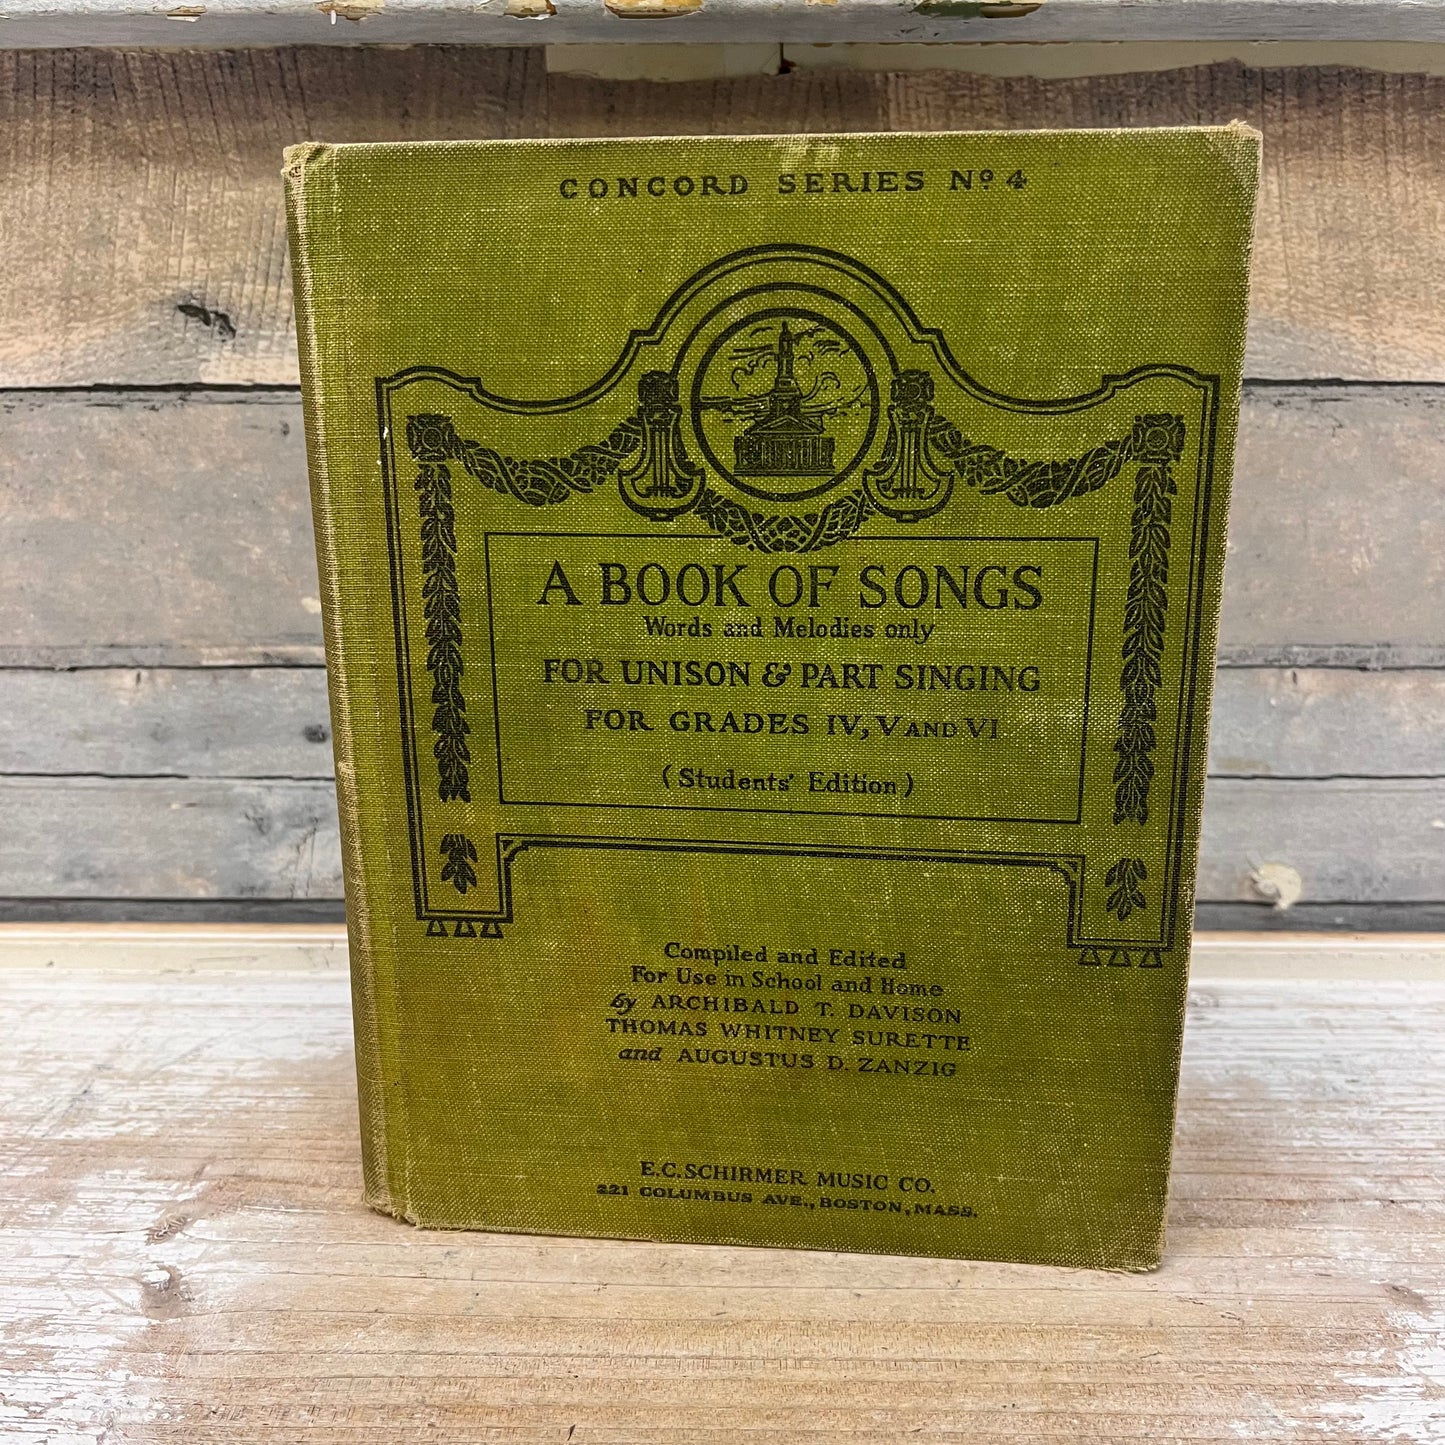 CONCORD SERIES Nº 4
A BOOK OF SONGS
Words and Melodies only
FOR UNISON & PART SINGING
FOR GRADES IV, V AND VI
(Students' Edition)
Compiled and Edited
For Use in School and Home
by ARCHIBALD T. DAVISON
THOMAS WHITNEY SURETTE
and AUGUSTUS D. ZANZIG
E.C. SCHIRMER MUSIC CO.
221 COLUMBUS AVE., BOSTON, MASS.